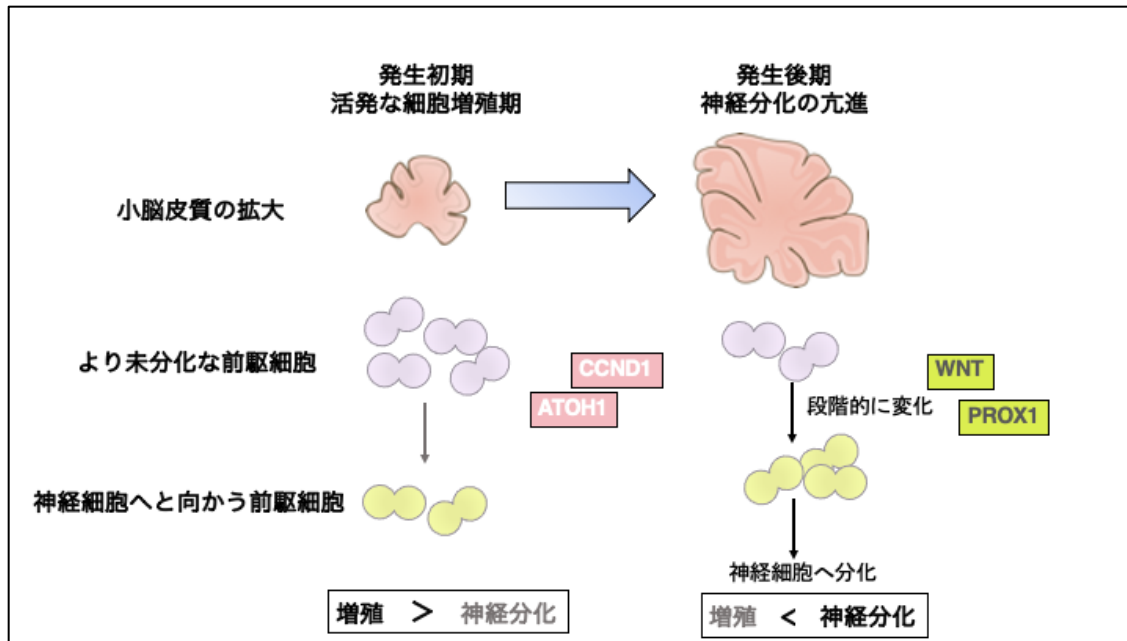 発生初期
活発な細胞増殖期
発生後期
神経分化の亢進
小脳皮質の拡大
より未分化な前駆細胞
CCND1
ATOH1
WNT
段階的に変化
PROX1
神経細胞へと向かう前駆細胞
神経細胞へ分化
増殖 > 神経分化
増殖 < 神経分化